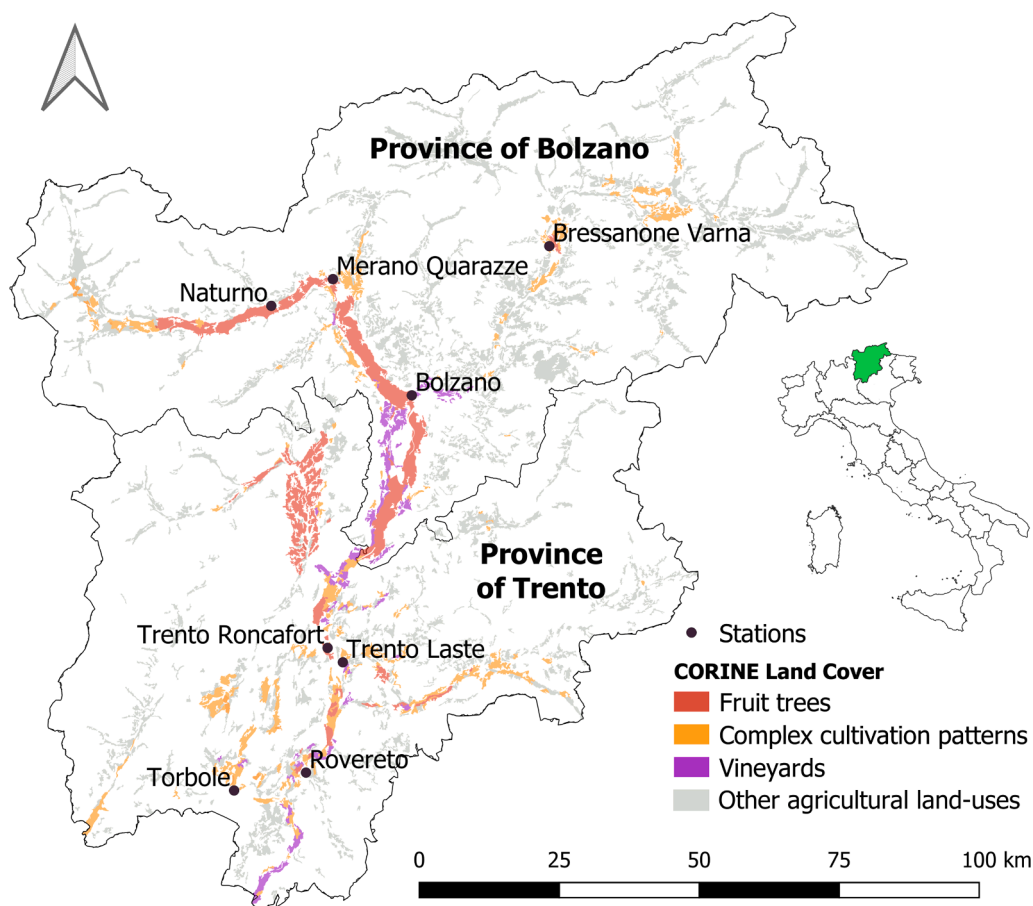 Province of Bolzano
Bressanone Varna
Merano Quarazze
Naturno
Bolzano
Province
of Trento
Trento Roncafort
Trento Laste
Rovereto
Torbole
Stations
CORINE Land Cover
Fruit trees
Complex cultivation patterns
Vineyards
Other agricultural land-uses
0 25 50 75 100 km